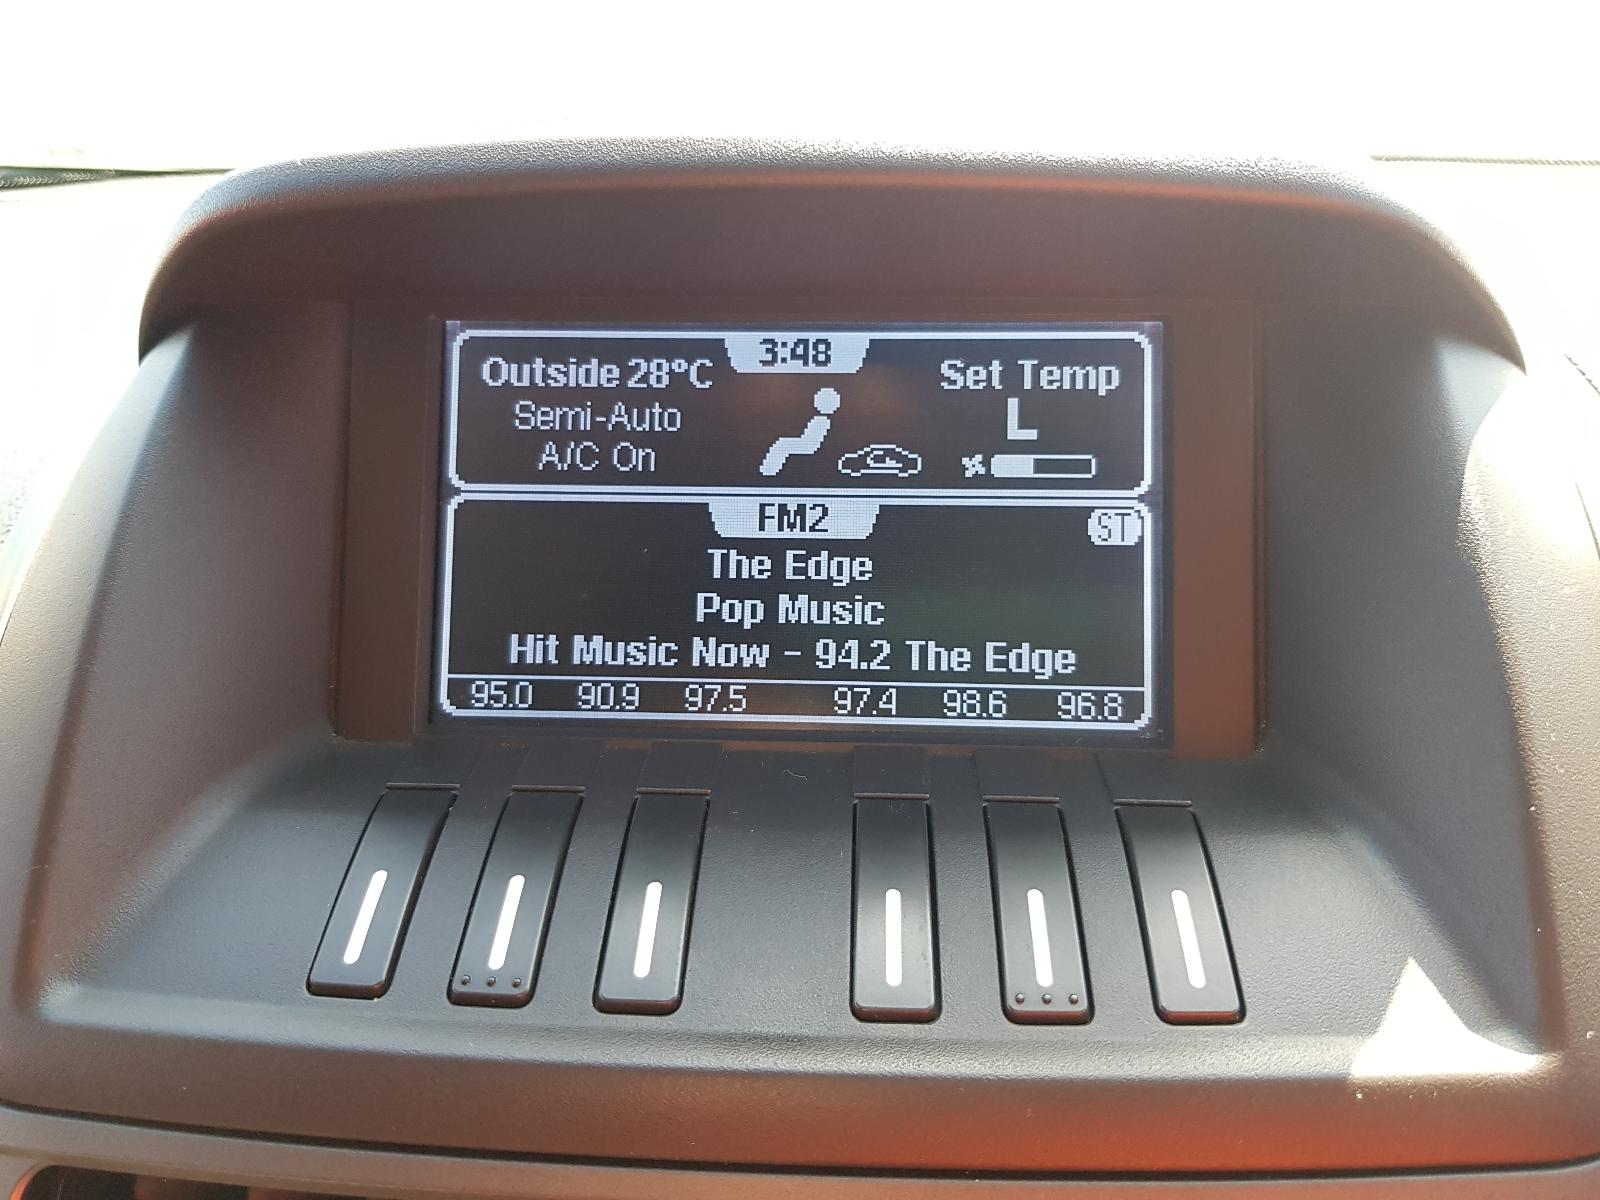 3:48
Outside 28°C
Semi-Auto
A/C On
Set Temp
L
FM2
ST
The Edge
Pop Music
Hit Music Now - 94.2 The Edge
95.0 90.9 97.5 97.4 98.6 96.8